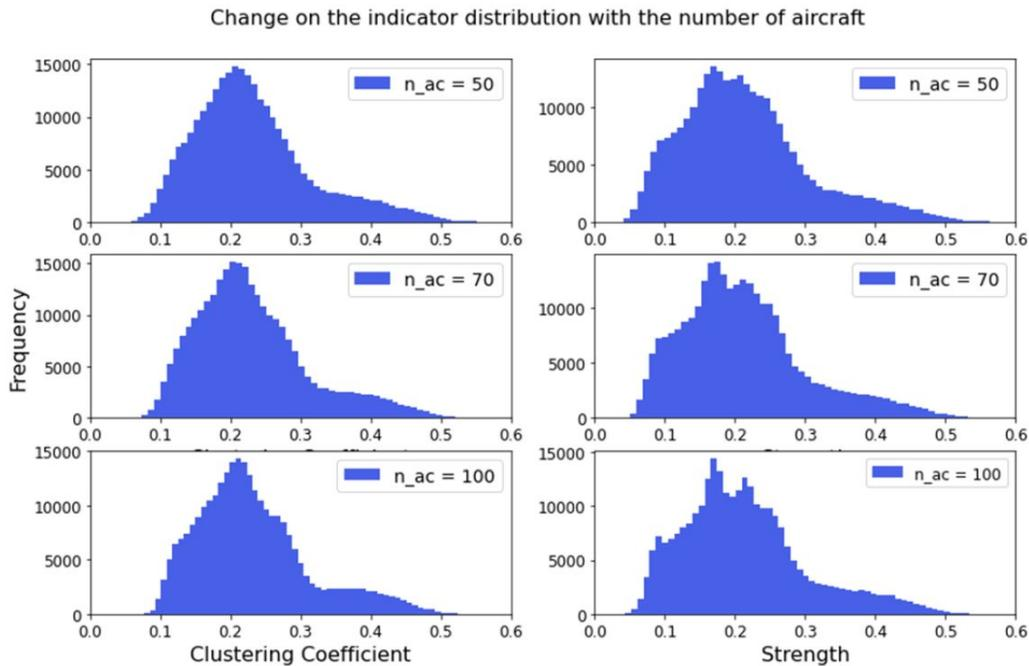 Change on the indicator distribution with the number of aircraft
15000
10000
5000
0
0.0 0.1 0.2 0.3 0.4 0.5 0.6
n_ac = 50
10000
5000
0
0.0 0.1 0.2 0.3 0.4 0.5 0.6
n_ac = 50
Frequency
15000
10000
5000
0
0.0 0.1 0.2 0.3 0.4 0.5 0.6
n_ac = 70
10000
5000
0
0.0 0.1 0.2 0.3 0.4 0.5 0.6
n_ac = 70
15000
10000
5000
0
0.0 0.1 0.2 0.3 0.4 0.5 0.6
n_ac = 100
Clustering Coefficient
15000
10000
5000
0
0.0 0.1 0.2 0.3 0.4 0.5 0.6
n_ac = 100
Strength